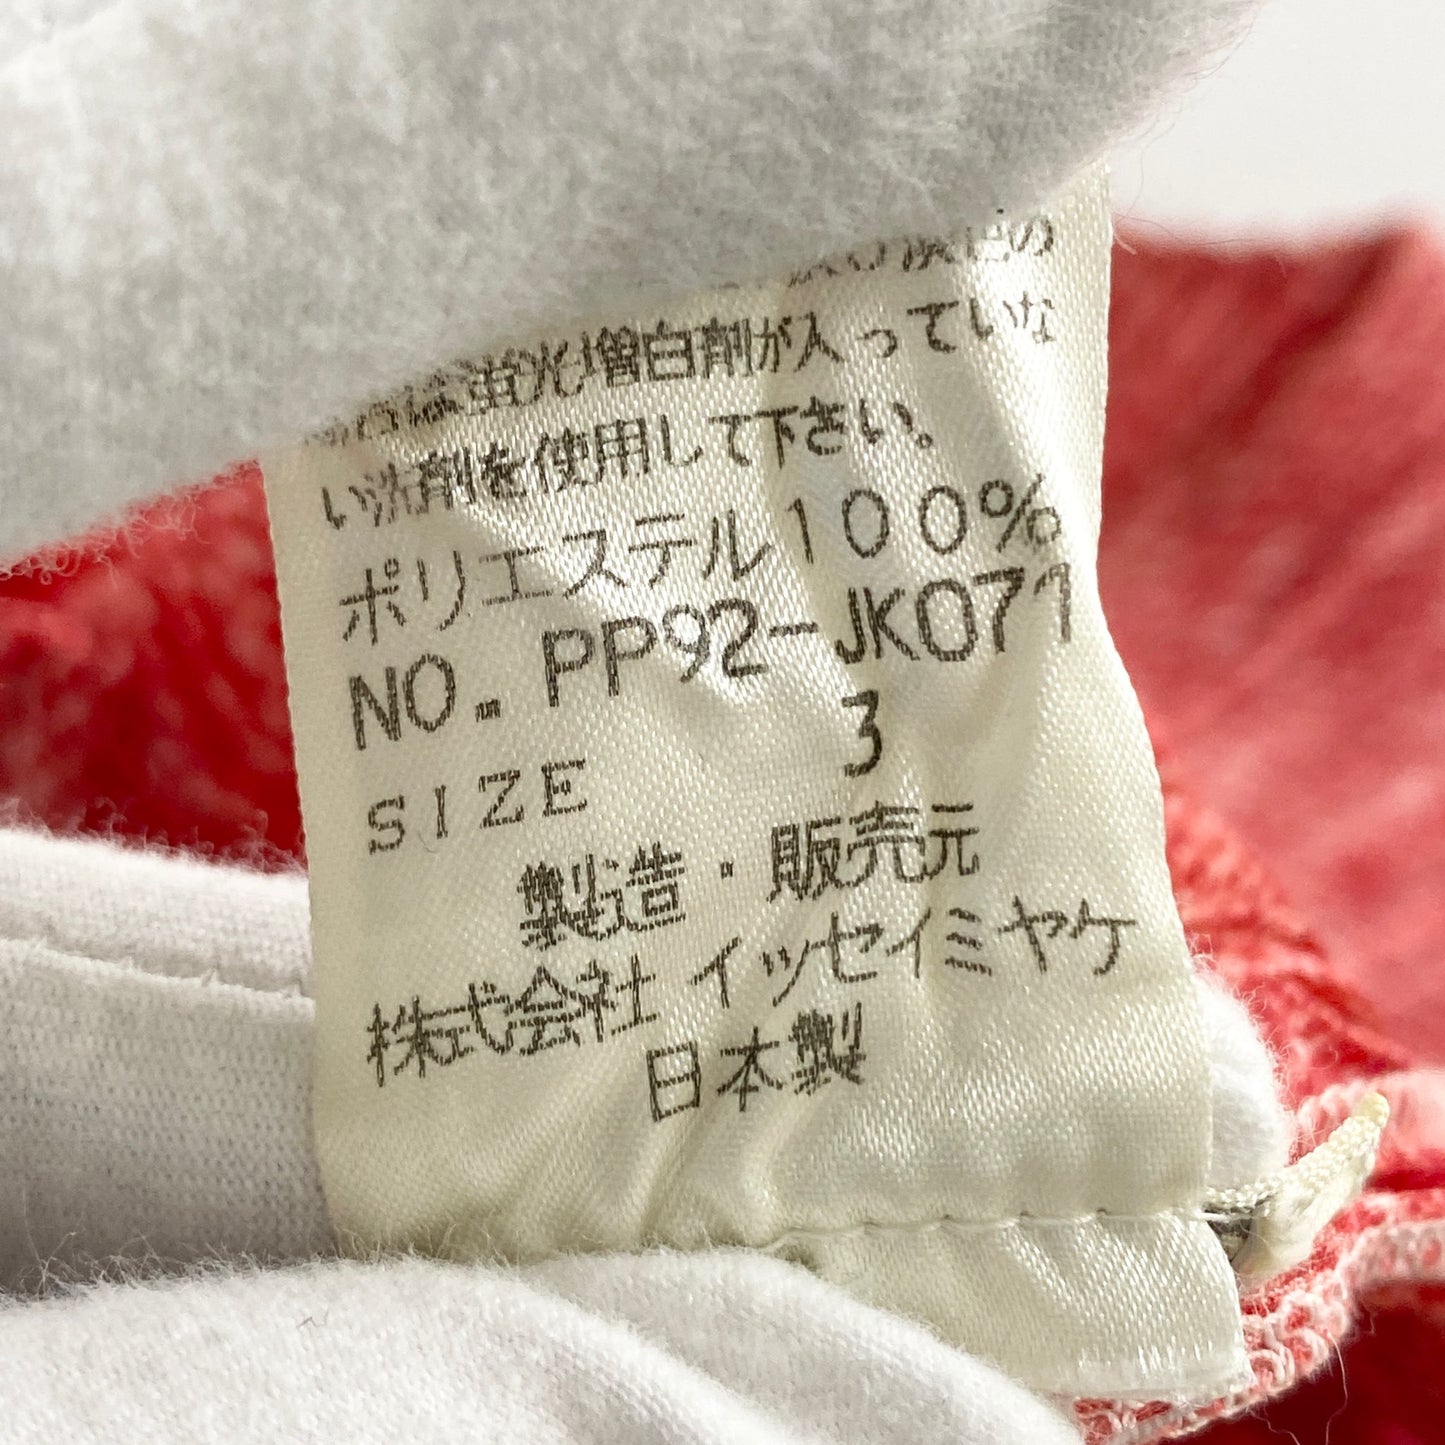 の
は蛍光増白剤が入っていな
い洗剤を使用して下さい。
ポリエステル100%
NO. PP92-JK071
SIZE 3
製造・販売元
株式会社 イッセイミヤケ
日本製